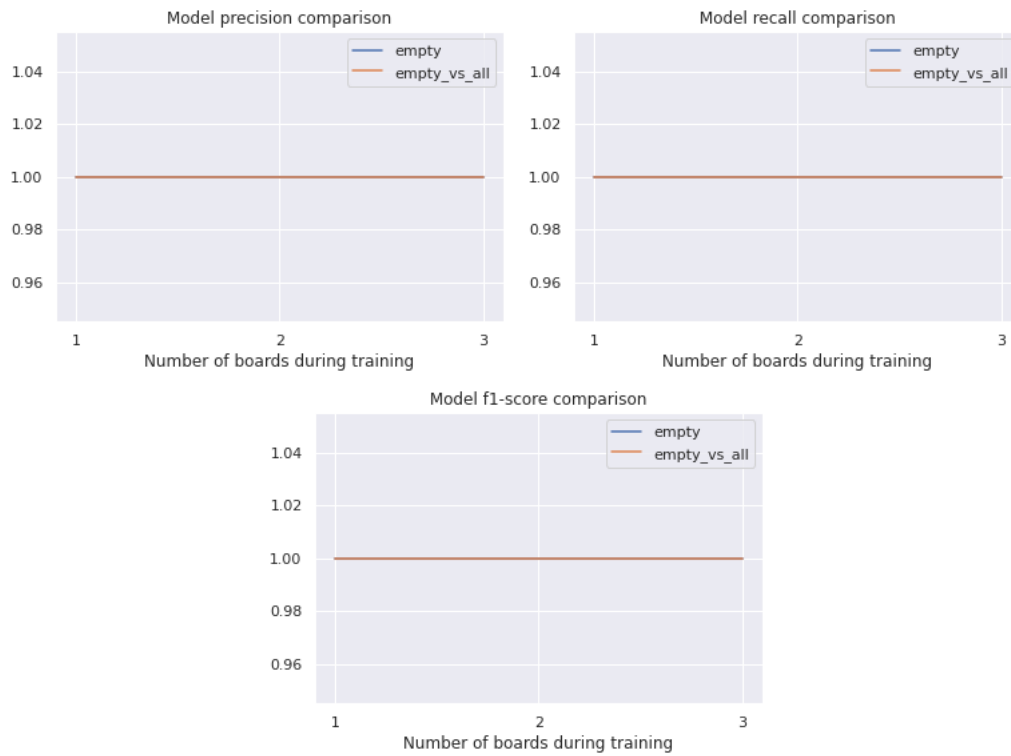 Model precision comparison
empty
empty_vs_all
1.04
1.02
1.00
0.98
0.96
1 2 3
Number of boards during training
Model recall comparison
empty
empty_vs_all
1.04
1.02
1.00
0.98
0.96
1 2 3
Number of boards during training
Model f1-score comparison
empty
empty_vs_all
1.04
1.02
1.00
0.98
0.96
1 2 3
Number of boards during training